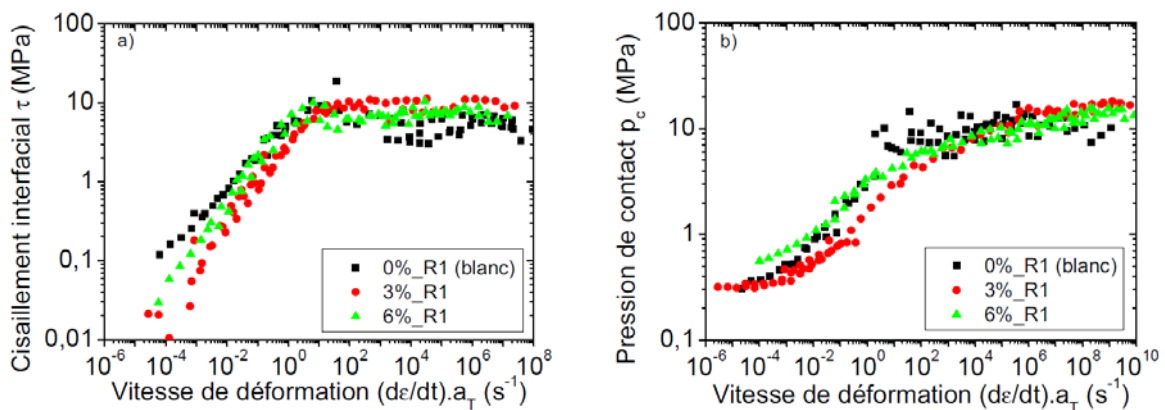 a)
Cisaillement interfacial τ (MPa)
100
10
1
0,1
0,01
10⁻⁶ 10⁻⁴ 10⁻² 10⁰ 10² 10⁴ 10⁶ 10⁸
Vitesse de déformation (dε/dt).a_T (s⁻¹)
0%_R1 (blanc)
3%_R1
6%_R1
b)
Pression de contact p_c (MPa)
100
10
1
0,1
10⁻⁶ 10⁻⁴ 10⁻² 10⁰ 10² 10⁴ 10⁶ 10⁸ 10¹⁰
Vitesse de déformation (dε/dt).a_T (s⁻¹)
0%_R1 (blanc)
3%_R1
6%_R1